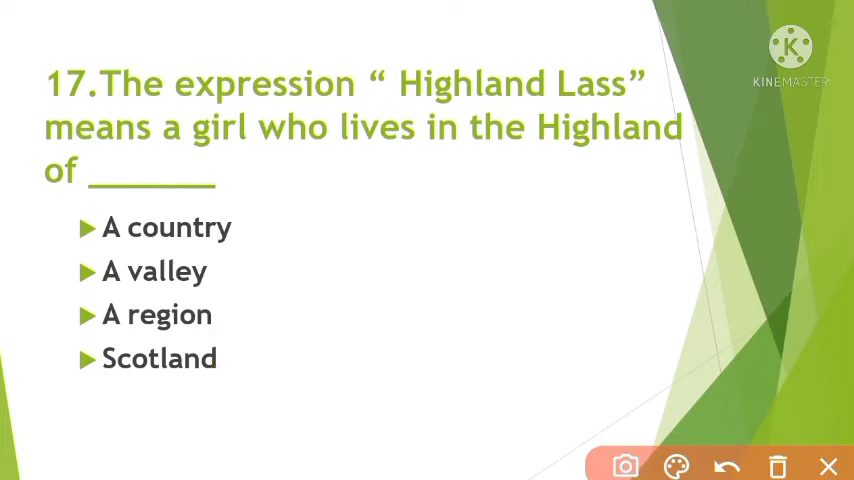 17.The expression “ Highland Lass”
means a girl who lives in the Highland
of _______
A country
A valley
A region
Scotland
K
KINEMASTER